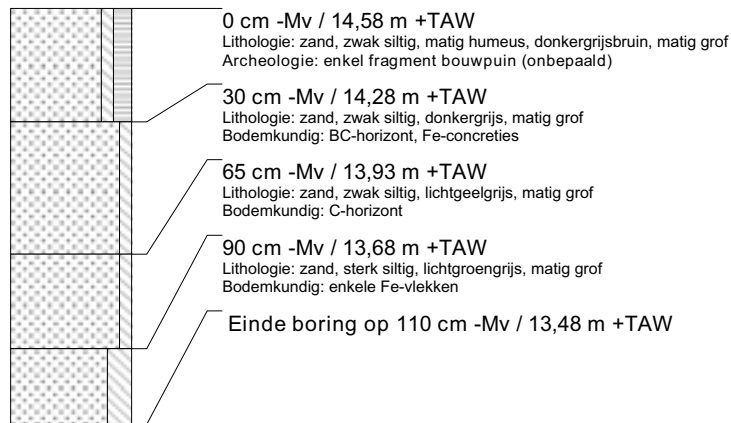 0 cm -Mv / 14,58 m +TAW
Lithologie: zand, zwak siltig, matig humeus, donkergrijsbruin, matig grof
Archeologie: enkel fragment bouwpuin (onbepaald)
30 cm -Mv / 14,28 m +TAW
Lithologie: zand, zwak siltig, donkergrijs, matig grof
Bodemkundig: BC-horizont, Fe-concreties
65 cm -Mv / 13,93 m +TAW
Lithologie: zand, zwak siltig, lichtgeelgrijs, matig grof
Bodemkundig: C-horizont
90 cm -Mv / 13,68 m +TAW
Lithologie: zand, sterk siltig, lichtgroengrijs, matig grof
Bodemkundig: enkele Fe-vlekken
Einde boring op 110 cm -Mv / 13,48 m +TAW